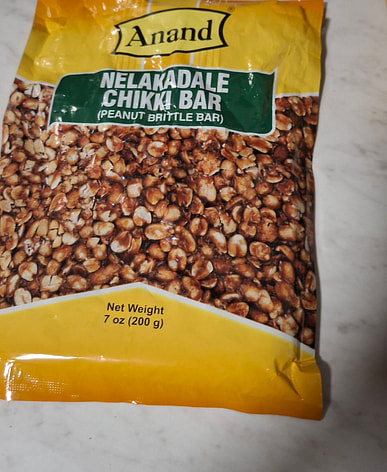 Anand
NELAKADALE
CHIKKI BAR
(PEANUT BRITTLE BAR)
Net Weight
7 oz (200 g)